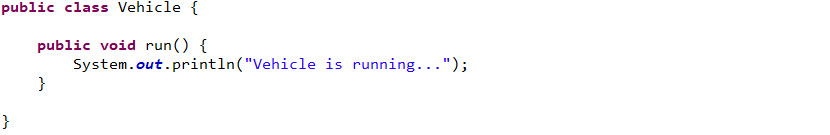 public class Vehicle {
    public void run() {
        System.out.println("Vehicle is running...");
    }
}